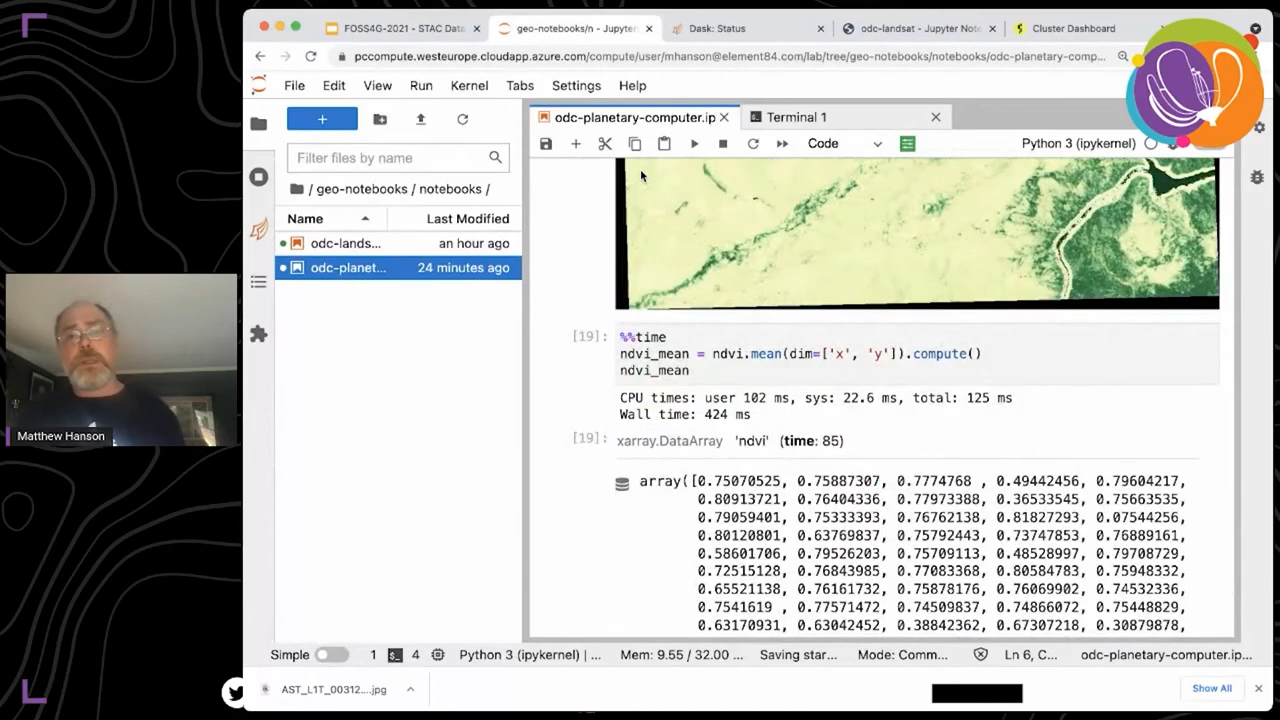 FOSS4G-2021 - STAC Data
geo-notebooks/n - Jupyter
Dask: Status
odc-landsat - Jupyter Note
Cluster Dashboard
pccompute.westeurope.cloudapp.azure.com/compute/user/mhanson@element84.com/lab/tree/geo-notebooks/notebooks/odc-planetary-comp...
File Edit View Run Kernel Tabs Settings Help
odc-planetary-computer.ip
Terminal 1
+
Code
Python 3 (ipykernel)
Filter files by name
/ geo-notebooks / notebooks /
Name Last Modified
odc-lands... an hour ago
odc-planet... 24 minutes ago
[19]: %%time
ndvi_mean = ndvi.mean(dim=['x', 'y']).compute()
ndvi_mean
CPU times: user 102 ms, sys: 22.6 ms, total: 125 ms
Wall time: 424 ms
[19]: xarray.DataArray 'ndvi' (time: 85)
array([0.75070525, 0.75887307, 0.7774768 , 0.49442456, 0.79604217,
0.80913721, 0.76404336, 0.77973388, 0.36533545, 0.75663535,
0.79059401, 0.75333393, 0.76762138, 0.81827293, 0.07544256,
0.80120801, 0.63769837, 0.75792443, 0.73747853, 0.76889161,
0.58601706, 0.79526203, 0.75709113, 0.48528997, 0.79708729,
0.72515128, 0.76843985, 0.77083368, 0.80584783, 0.75948332,
0.65521138, 0.76161732, 0.75878176, 0.76069902, 0.74532336,
0.7541619 , 0.77571472, 0.74509837, 0.74866072, 0.75448829,
0.63170931, 0.63042452, 0.38842362, 0.67307218, 0.30879878,
Matthew Hanson
Simple 1 4 Python 3 (ipykernel) | ... Mem: 9.55 / 32.00 ... Saving star... Mode: Comm... Ln 6, C... odc-planetary-computer.ip...
AST_L1T_00312....jpg
Show All